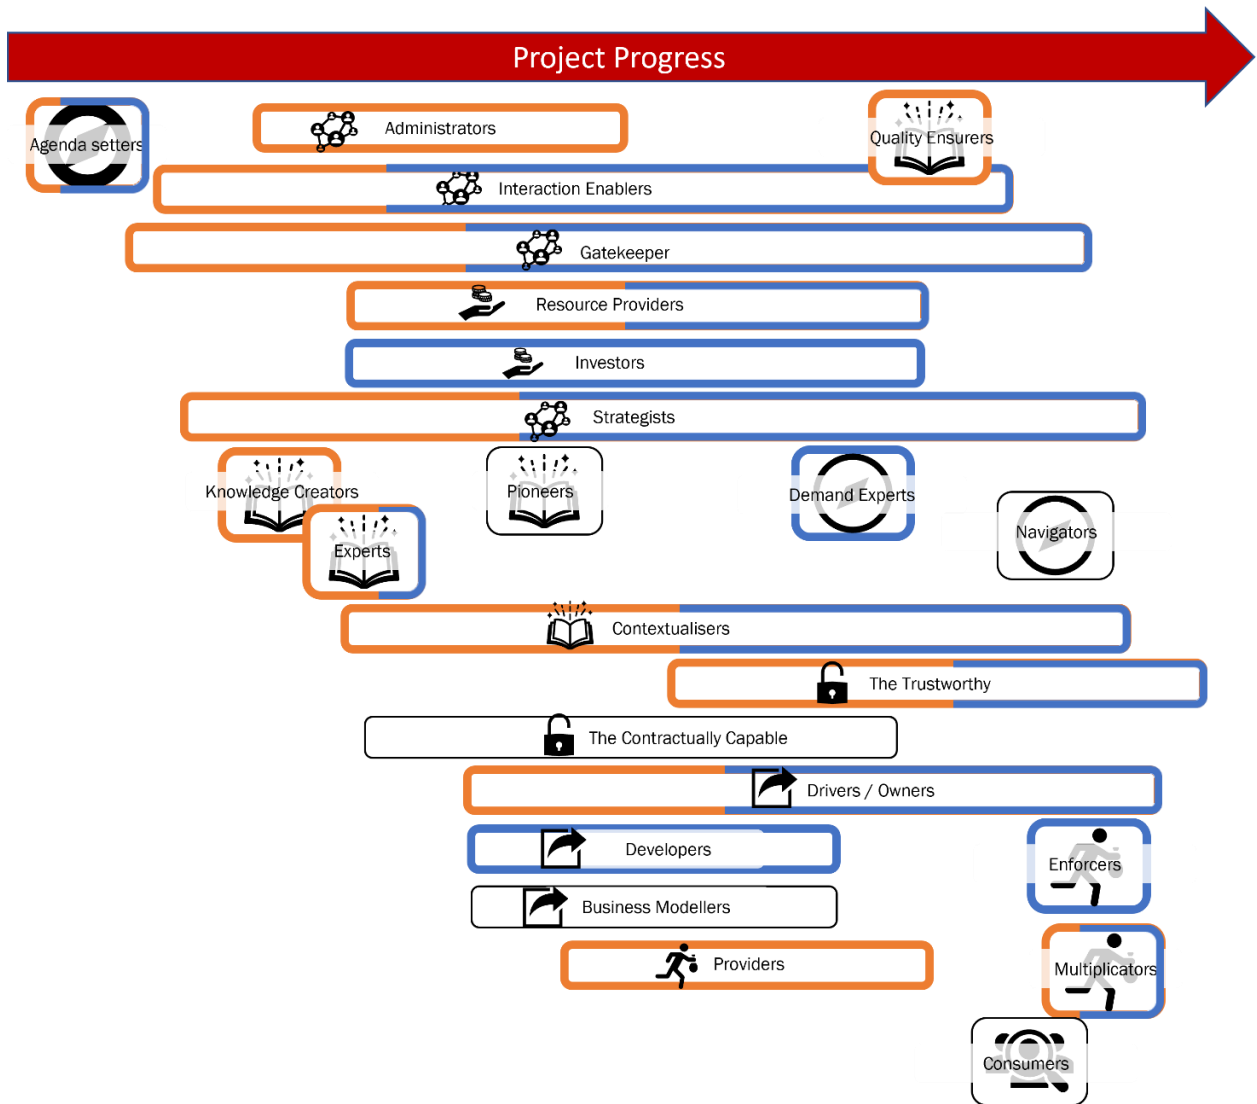 Project Progress
Agenda setters
Administrators
Quality Ensurers
Interaction Enablers
Gatekeeper
Resource Providers
Investors
Strategists
Knowledge Creators
Pioneers
Demand Experts
Navigators
Experts
Contextualisers
The Trustworthy
The Contractually Capable
Drivers / Owners
Developers
Enforcers
Business Modellers
Providers
Multiplicators
Consumers